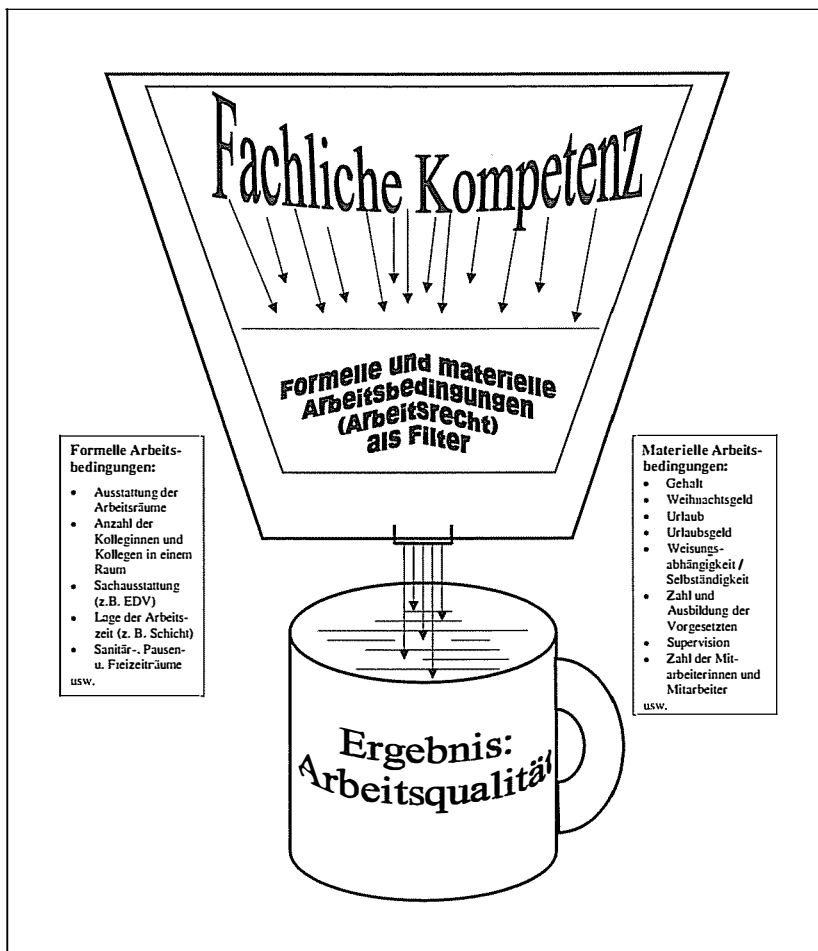 Fachliche Kompetenz
Formelle und materielle
Arbeitsbedingungen
(Arbeitsrecht)
als Filter
Formelle Arbeits-
bedingungen:
• Ausstattung der
Arbeitsräume
• Anzahl der
Kolleginnen und
Kollegen in einem
Raum
• Sachausstattung
(z.B. EDV)
• Lage der Arbeits-
zeit (z. B. Schicht)
• Sanitär-, Pausen-
u. Freizeiträume
usw.
Materielle Arbeits-
bedingungen:
• Gehalt
• Weihnachtsgeld
• Urlaub
• Urlaubsgeld
• Weisungs-
abhängigkeit /
Selbständigkeit
• Zahl und
Ausbildung der
Vorgesetzten
• Supervision
• Zahl der Mit-
arbeiterinnen und
Mitarbeiter
usw.
Ergebnis:
Arbeitsqualität